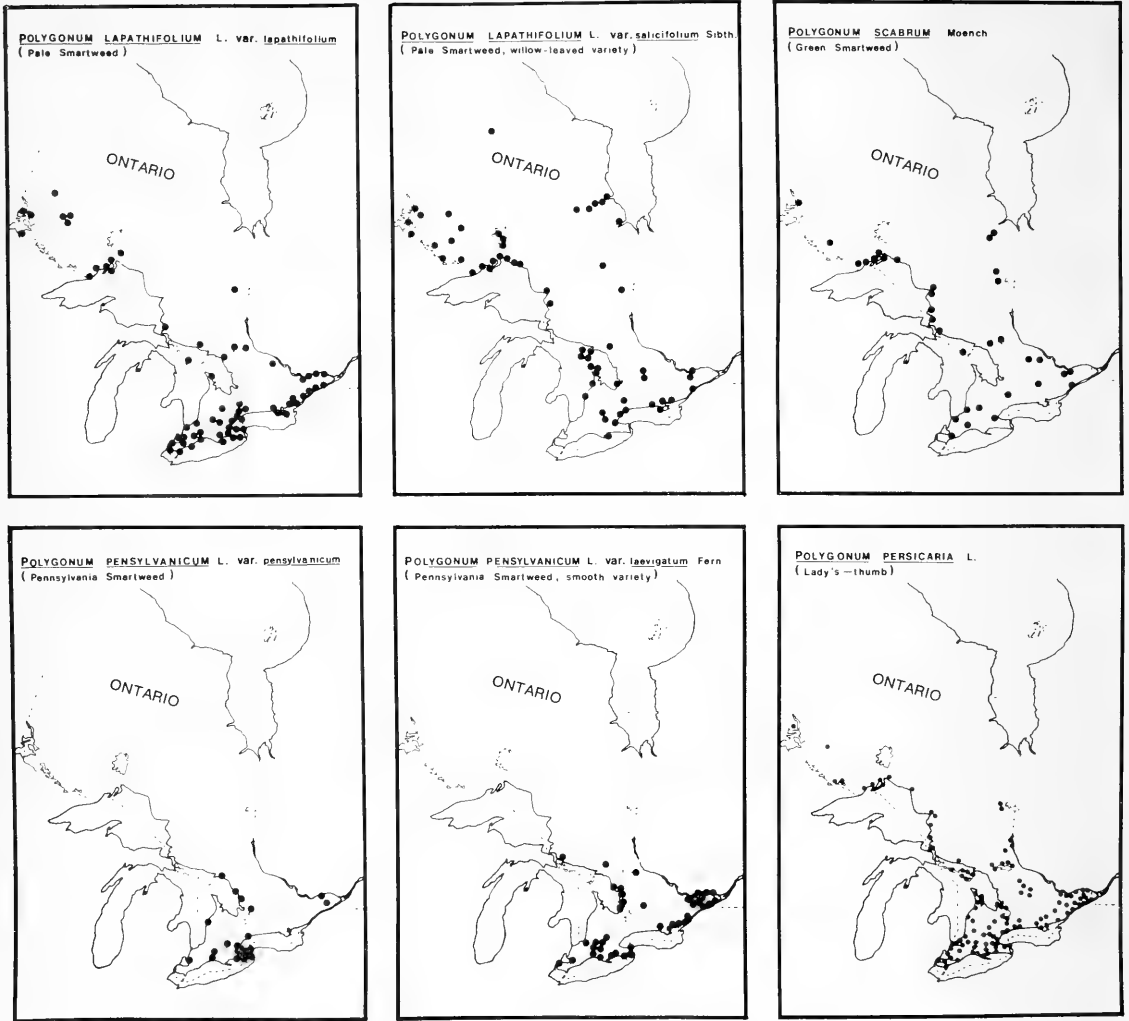 POLYGONUM LAPATHIFOLIUM L. var. lapathifolium
( Pale Smartweed )
ONTARIO
POLYGONUM LAPATHIFOLIUM L. var. salicifolium Sibth.
( Pale Smartweed, willow-leaved variety )
ONTARIO
POLYGONUM SCABRUM Moench
( Green Smartweed )
ONTARIO
POLYGONUM PENSYLVANICUM L. var. pensylvanicum
( Pennsylvania Smartweed )
ONTARIO
POLYGONUM PENSYLVANICUM L. var. laevigatum Fern
( Pennsylvania Smartweed, smooth variety )
ONTARIO
POLYGONUM PERSICARIA L.
( Lady's-thumb )
ONTARIO